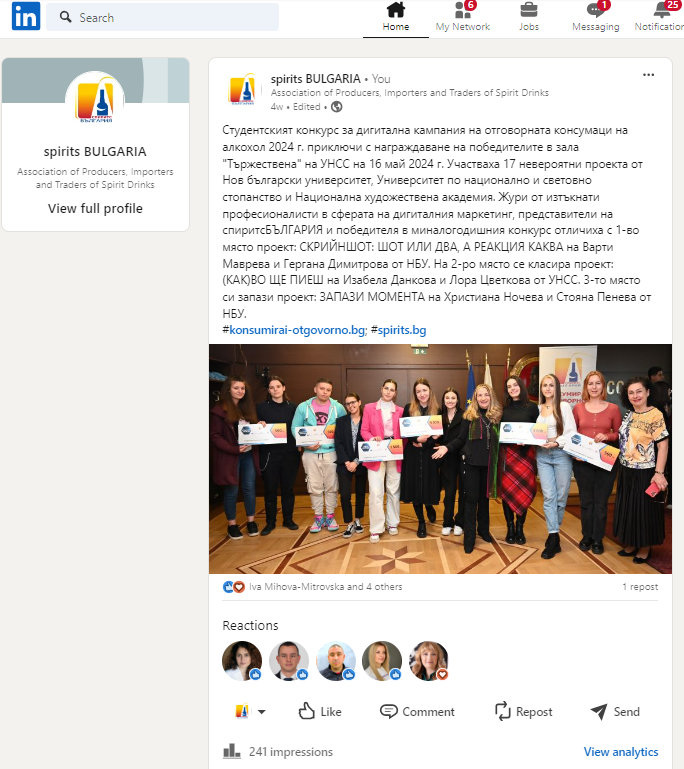 in
Search
Home
6
My Network
Jobs
1
Messaging
25
Notification
СПИРИТС
БЪЛГАРИЯ
spirits BULGARIA
Association of Producers, Importers
and Traders of Spirit Drinks
View full profile
spirits BULGARIA • You
Association of Producers, Importers and Traders of Spirit Drinks
4w • Edited •
Студентският конкурс за дигитална кампания на отговорната консумаци на
алкохол 2024 г. приключи с награждаване на победителите в зала
"Тържествена" на УНСС на 16 май 2024 г. Участваха 17 невероятни проекта от
Нов български университет, Университет по национално и световно
стопанство и Национална художествена академия. Жури от изтъкнати
професионалисти в сферата на дигиталния маркетинг, представители на
спиритсБЪЛГАРИЯ и победителя в миналогодишния конкурс отличиха с 1-во
място проект: СКРИЙНШОТ: ШОТ ИЛИ ДВА, А РЕАКЦИЯ КАКВА на Варти
Маврева и Гергана Димитрова от НБУ. На 2-ро място се класира проект:
(КАК)ВО ЩЕ ПИЕШ на Изабела Данкова и Лора Цветкова от УНСС. 3-то място
си запази проект: ЗАПАЗИ МОМЕНТА на Християна Ночева и Стояна Пенева от
НБУ.
#konsumirai-otgovorno.bg; #spirits.bg
Iva Mihova-Mitrovska and 4 others
1 repost
Reactions
Like
Comment
Repost
Send
241 impressions
View analytics